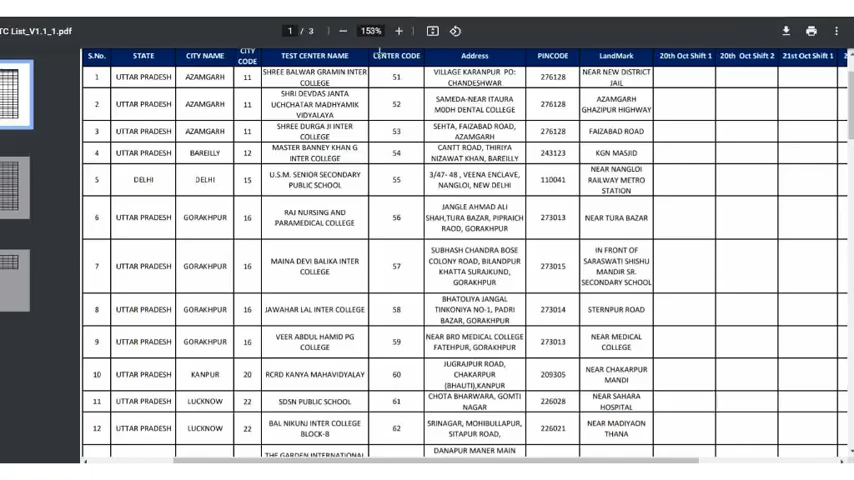 TC List_V1.1_1.pdf 1 / 3 153%
S.No. STATE CITY NAME CITY CODE TEST CENTER NAME CENTER CODE Address PINCODE LandMark 20th Oct Shift 1 20th Oct Shift 2 21st Oct Shift 1
1 UTTAR PRADESH AZAMGARH 11 SHREE BALWAR GRAMIN INTER COLLEGE 51 VILLAGE KARANPUR PO: CHANDESHWAR 276128 NEAR NEW DISTRICT JAIL
2 UTTAR PRADESH AZAMGARH 11 SHRI DEVDAS JANTA UCHCHATAR MADHYAMIK VIDYALAYA 52 SAMEDA-NEAR ITAURA MODH DENTAL COLLEGE 276128 AZAMGARH GHAZIPUR HIGHWAY
3 UTTAR PRADESH AZAMGARH 11 SHREE DURGA JI INTER COLLEGE 53 SEHTA, FAIZABAD ROAD, AZAMGARH 276128 FAIZABAD ROAD
4 UTTAR PRADESH BAREILLY 12 MASTER BANNEY KHAN G INTER COLLEGE 54 CANTT ROAD, THIRIYA NIZAWAT KHAN, BAREILLY 243123 KGN MASJID
5 DELHI DELHI 15 U.S.M. SENIOR SECONDARY PUBLIC SCHOOL 55 3/47- 48 , VEENA ENCLAVE, NANGLOI, NEW DELHI 110041 NEAR NANGLOI RAILWAY METRO STATION
6 UTTAR PRADESH GORAKHPUR 16 RAJ NURSING AND PARAMEDICAL COLLEGE 56 JANGLE AHMAD ALI SHAH,TURA BAZAR, PIPRAICH RAOD, GORAKHPUR 273013 NEAR TURA BAZAR
7 UTTAR PRADESH GORAKHPUR 16 MAINA DEVI BALIKA INTER COLLEGE 57 SUBHASH CHANDRA BOSE COLONY ROAD, BILANDPUR KHATTA SURAJKUND, GORAKHPUR 273015 IN FRONT OF SARASWATI SHISHU MANDIR SR. SECONDARY SCHOOL
8 UTTAR PRADESH GORAKHPUR 16 JAWAHAR LAL INTER COLLEGE 58 BHATOLIYA JANGAL TINKONIYA NO-1, PADRI BAZAR, GORAKHPUR 273014 STERNPUR ROAD
9 UTTAR PRADESH GORAKHPUR 16 VEER ABDUL HAMID PG COLLEGE 59 NEAR BRD MEDICAL COLLEGE FATEHPUR, GORAKHPUR 273013 NEAR MEDICAL COLLEGE
10 UTTAR PRADESH KANPUR 20 RCRD KANYA MAHAVIDYALAY 60 JUGRAJPUR ROAD, CHAKARPUR (BHAUTI),KANPUR 209305 NEAR CHAKARPUR MANDI
11 UTTAR PRADESH LUCKNOW 22 SDSN PUBLIC SCHOOL 61 CHOTA BHARWARA, GOMTI NAGAR 226028 NEAR SAHARA HOSPITAL
12 UTTAR PRADESH LUCKNOW 22 BAL NIKUNJ INTER COLLEGE BLOCK-B 62 SRINAGAR, MOHIBULLAPUR, SITAPUR ROAD, 226021 NEAR MADIYAON THANA
THE GARDEN INTERNATIONAL DANAPUR MANER MAIN